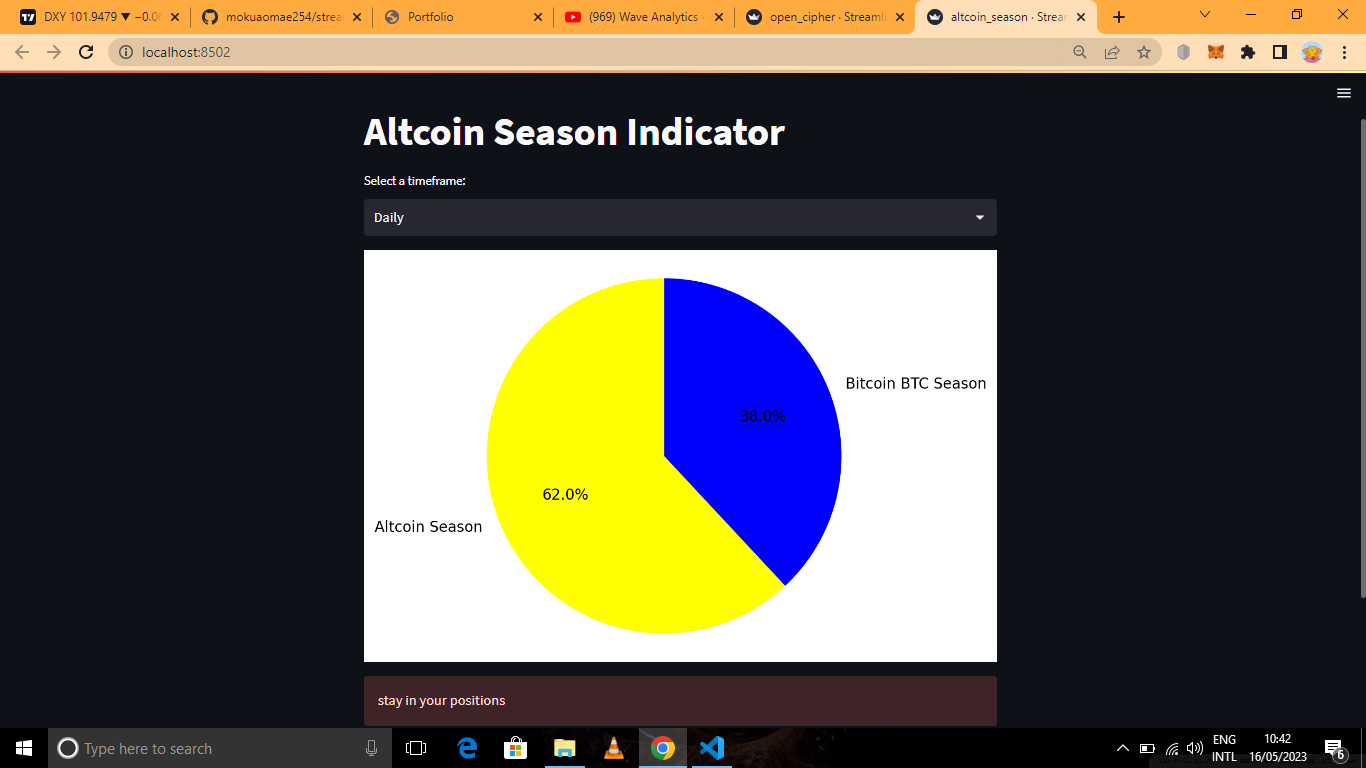 DXY 101.9479 ▼ −0.0
mokuaomae254/strea
Portfolio
(969) Wave Analytics -
open_cipher · Streamli
altcoin_season · Strea
localhost:8502
Altcoin Season Indicator
Select a timeframe:
Daily
Bitcoin BTC Season
38.0%
62.0%
Altcoin Season
stay in your positions
Type here to search
ENG
INTL
10:42
16/05/2023
6